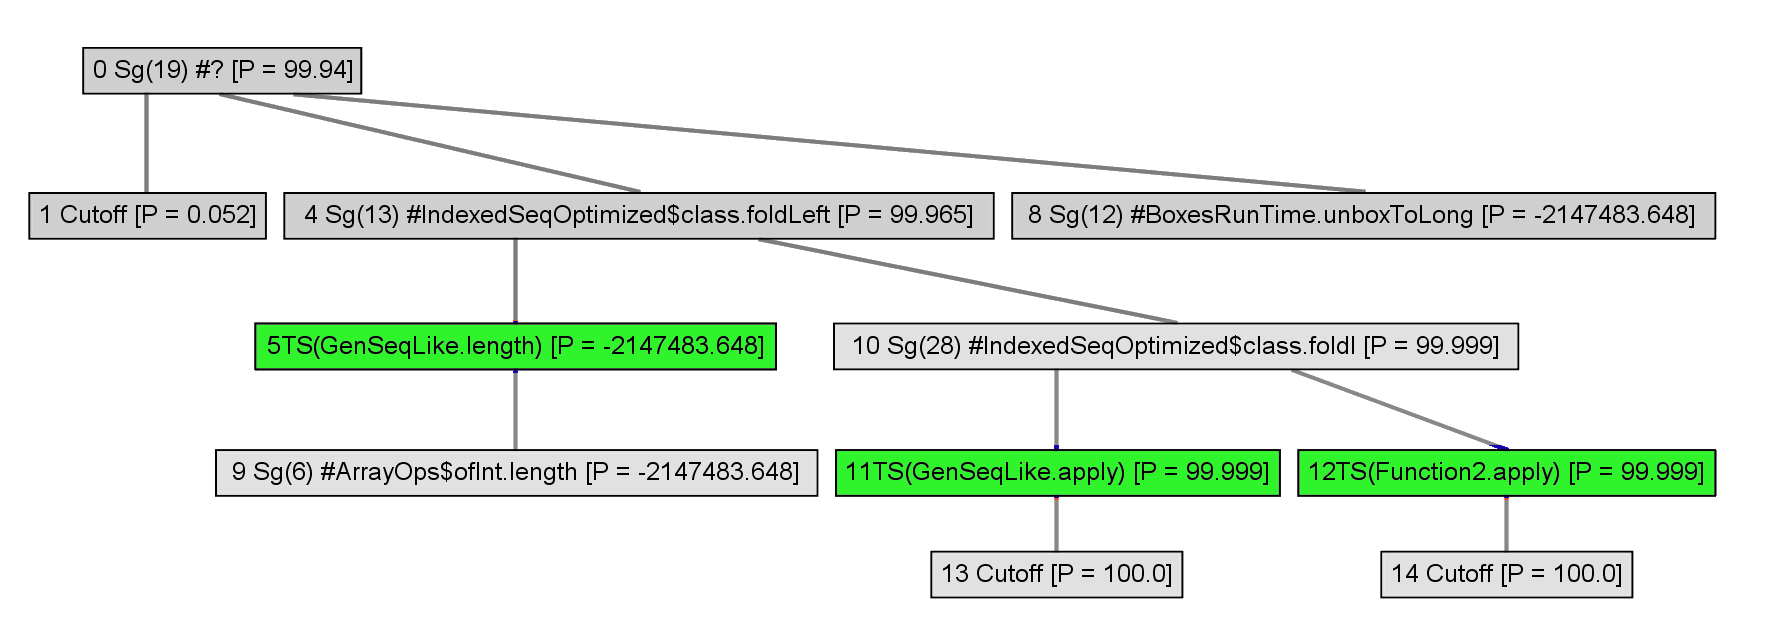 0 Sg(19) #? [P = 99.94]
1 Cutoff [P = 0.052]
4 Sg(13) #IndexedSeqOptimized$class.foldLeft [P = 99.965]
8 Sg(12) #BoxesRunTime.unboxToLong [P = -2147483.648]
5TS(GenSeqLike.length) [P = -2147483.648]
10 Sg(28) #IndexedSeqOptimized$class.foldl [P = 99.999]
9 Sg(6) #ArrayOps$ofInt.length [P = -2147483.648]
11TS(GenSeqLike.apply) [P = 99.999]
12TS(Function2.apply) [P = 99.999]
13 Cutoff [P = 100.0]
14 Cutoff [P = 100.0]